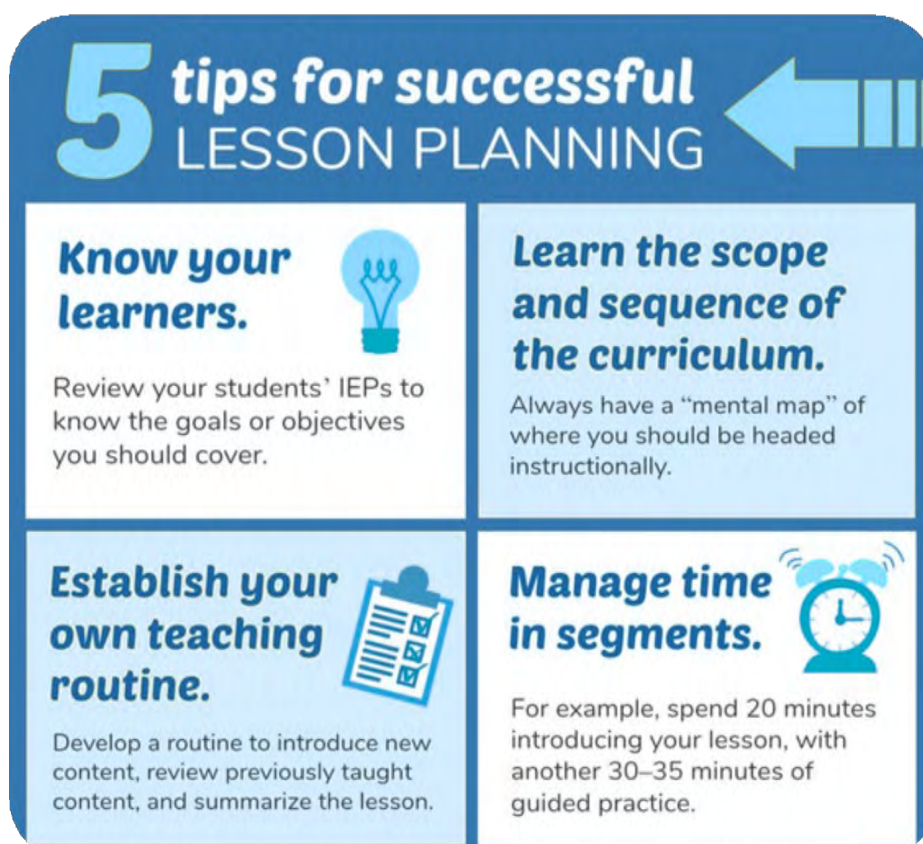 5 tips for successful
LESSON PLANNING
Know your
learners.
Review your students’ IEPs to
know the goals or objectives
you should cover.
Learn the scope
and sequence of
the curriculum.
Always have a “mental map” of
where you should be headed
instructionally.
Establish your
own teaching
routine.
Develop a routine to introduce new
content, review previously taught
content, and summarize the lesson.
Manage time
in segments.
For example, spend 20 minutes
introducing your lesson, with
another 30–35 minutes of
guided practice.